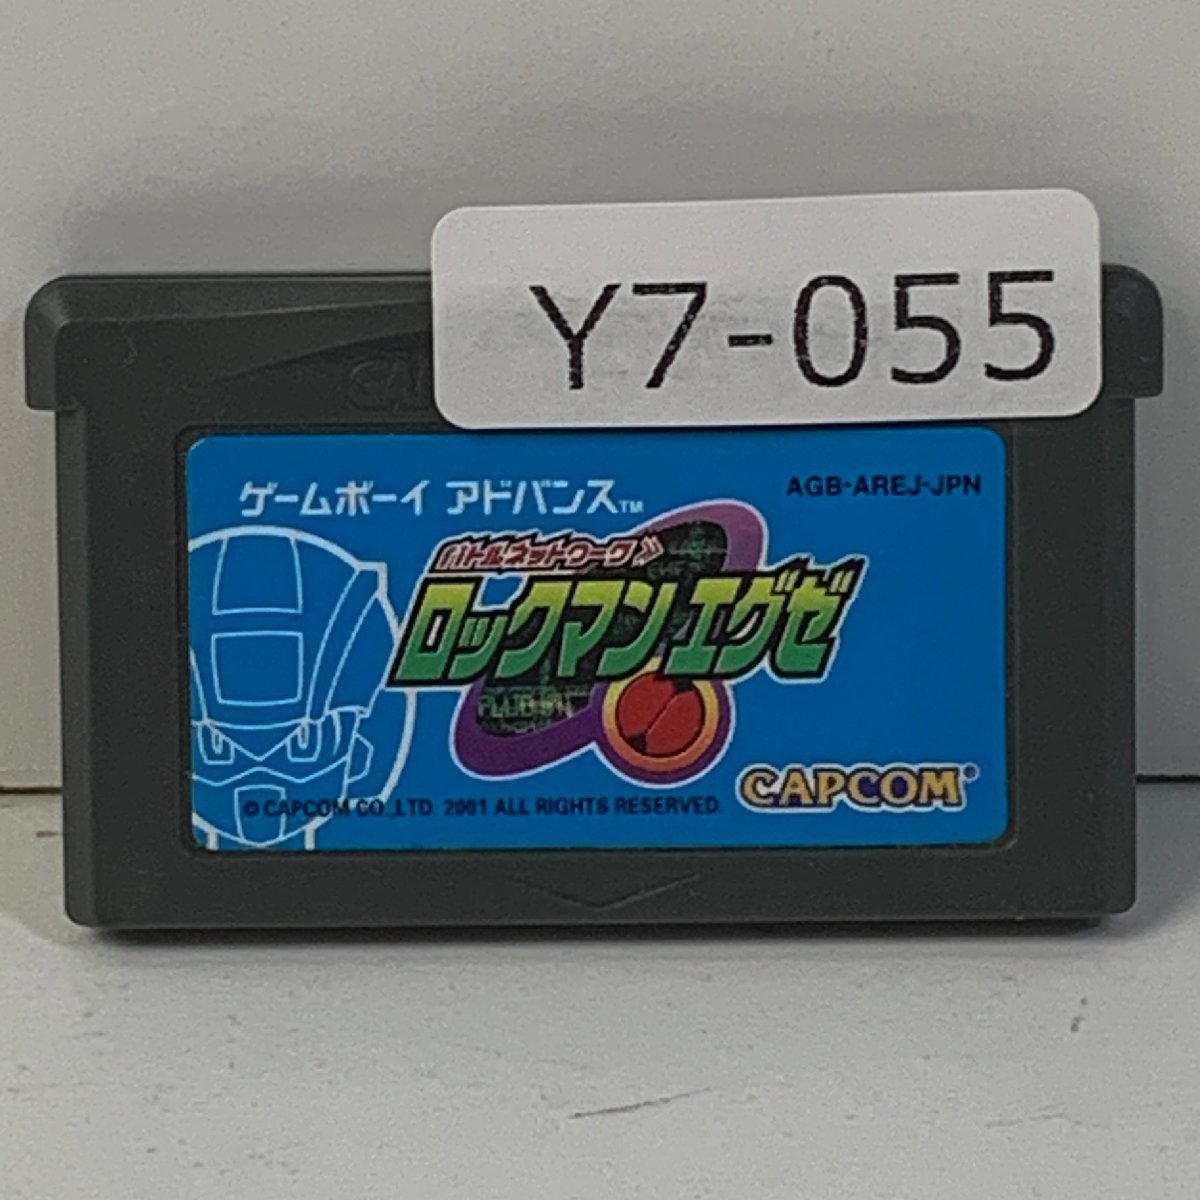 Y7-055
ゲームボーイ アドバンス™
AGB-AREJ-JPN
バトルネットワーク
ロックマン エグゼ
© CAPCOM CO.,LTD. 2001 ALL RIGHTS RESERVED.
CAPCOM®